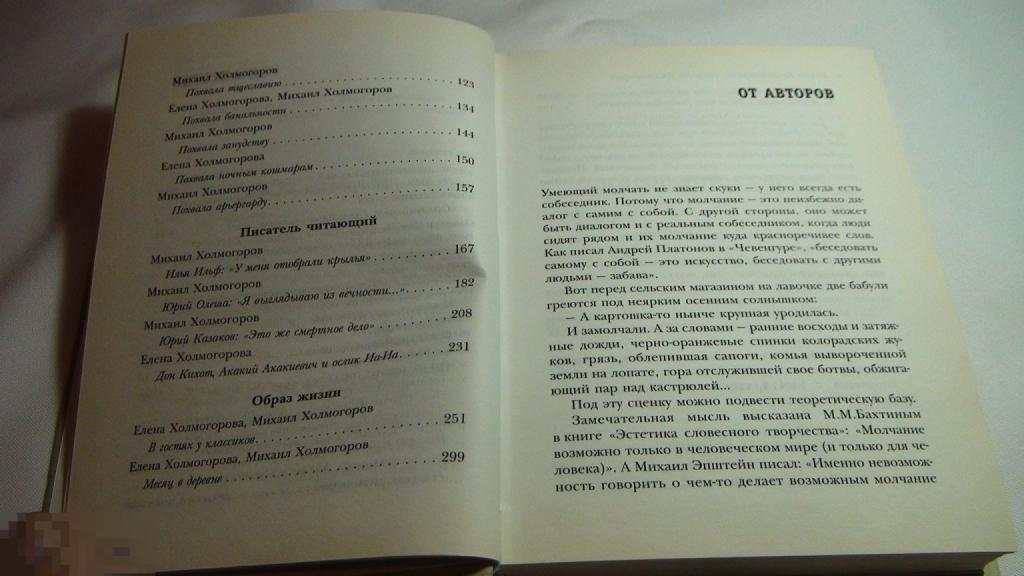 Михаил Холмогоров
Похвала тщеславию . . . . . . . . . . . . . . . . . . . . 123
Елена Холмогорова, Михаил Холмогоров
Похвала банальности . . . . . . . . . . . . . . . . . . . . 134
Михаил Холмогоров
Похвала занудству . . . . . . . . . . . . . . . . . . . . 144
Елена Холмогорова
Похвала ночным кошмарам . . . . . . . . . . . . . . . . 150
Михаил Холмогоров
Похвала арьергарду . . . . . . . . . . . . . . . . . . . . 157
Писатель читающий
Михаил Холмогоров
Илья Ильф: «У меня отобрали крылья» . . . . . . . . 167
Михаил Холмогоров
Юрий Олеша: «Я выглядываю из вечности...» . . . . . . 182
Михаил Холмогоров
Юрий Казаков: «Это же смертное дело» . . . . . . . . 208
Елена Холмогорова
Дон Кихот, Акакий Акакиевич и ослик Иа-Иа . . . . . . 231
Образ жизни
Елена Холмогорова, Михаил Холмогоров
В гостях у классиков . . . . . . . . . . . . . . . . . . . . 251
Елена Холмогорова, Михаил Холмогоров
Месяц в деревне . . . . . . . . . . . . . . . . . . . . 299
ОТ АВТОРОВ
Умеющий молчать не знает скуки — у него всегда есть
собеседник. Потому что молчание — это неизбежно ди-
алог с самим с собой. С другой стороны, оно может
быть диалогом и с реальным собеседником, когда люди
сидят рядом и их молчание куда красноречивее слов.
Как писал Андрей Платонов в «Чевенгуре», «беседовать
самому с собой — это искусство, беседовать с другими
людьми — забава».
Вот перед сельским магазином на лавочке две бабули
греются под неярким осенним солнышком:
— А картошка-то нынче крупная уродилась.
И замолчали. А за словами — ранние восходы и затяж-
ные дожди, черно-оранжевые спинки колорадских жу-
ков, грязь, облепившая сапоги, комья вывороченной
земли на лопате, гора отслужившей свое ботвы, обжига-
ющий пар над кастрюлей...
Под эту сценку можно подвести теоретическую базу.
Замечательная мысль высказана М.М.Бахтиным
в книге «Эстетика словесного творчества»: «Молчание
возможно только в человеческом мире (и только для че-
ловека)». А Михаил Эпштейн писал: «Именно невозмож-
ность говорить о чем-то делает возможным молчание